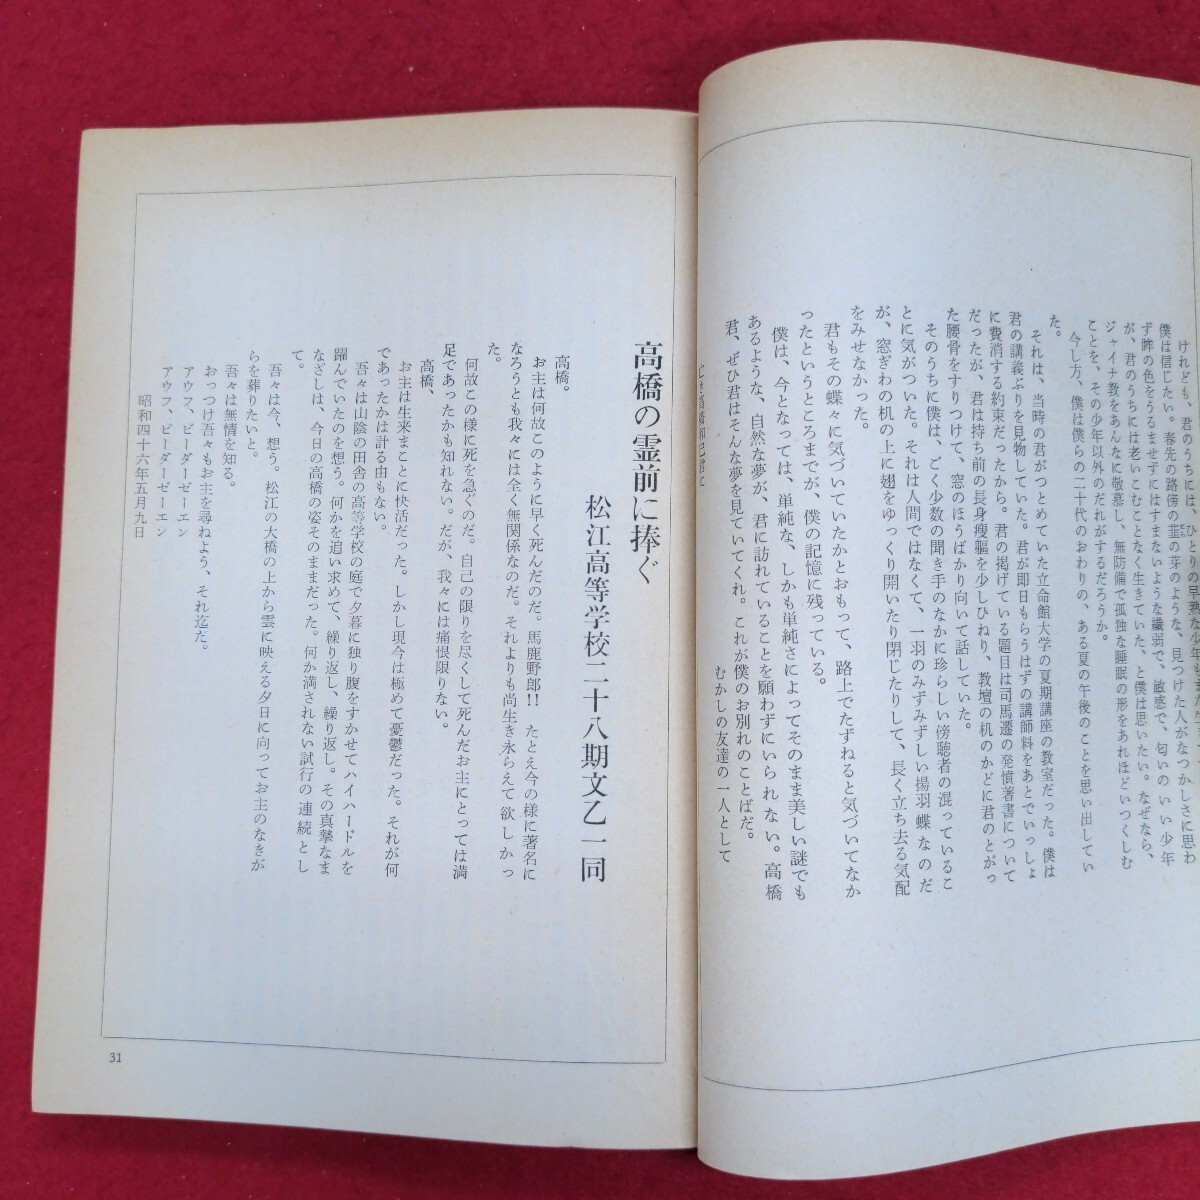 けれども、君のうちには、ひとりの早熟な少年も
僕は信じたい。春先の路傍の韮の芽のような、見つけた人がなつかしさに思わ
ず眸の色をうるませずにはすまないような繊弱で、敏感で、匂いのいい少年
が、君のうちには老いこむことなく生きていた、と僕は思いたい。なぜなら、
ジャイナ教をあんなに敬慕し、無防備で孤独な睡眠の形をあれほどいつくしむ
ことを、その少年以外のだれがするだろうか。
今し方、僕は僕らの二十代のおわりの、ある夏の午後のことを思い出してい
た。
それは、当時の君がつとめていた立命館大学の夏期講座の教室だった。僕は
君の講義ぶりを見物していた。君が即日もらうはずの講師料をあとでいっしょ
に費消する約束だったから。君の掲げている題目は司馬遷の発憤著書について
だったが、君は持ち前の長身痩軀を少しひねり、教壇の机のかどに君のとがっ
た腰骨をすりつけて、窓のほうばかり向いて話していた。
そのうちに僕は、ごく少数の聞き手のなかに珍らしい傍聴者の混っているこ
とに気がついた。それは人間ではなくて、一羽のみずみずしい揚羽蝶なのだ
が、窓ぎわの机の上に翅をゆっくり開いたり閉じたりして、長く立ち去る気配
をみせなかった。
君もその蝶々に気づいていたかとおもって、路上でたずねると気づいてなか
ったというところまでが、僕の記憶に残っている。
僕は、今となっては、単純な、しかも単純さによってそのまま美しい謎でも
あるような、自然な夢が、君に訪れていることを願わずにいられない。高橋
君、ぜひ君はそんな夢を見ていてくれ。これが僕のお別れのことばだ。
むかしの友達の一人として
亡き高橋和巳君に
高橋の霊前に捧ぐ
松江高等学校二十八期文乙一同
高橋。
お主は何故このように早く死んだのだ。馬鹿野郎!! たとえ今の様に著名に
なろうとも我々には全く無関係なのだ。それよりも尚生き永らえて欲しかっ
た。
何故この様に死を急ぐのだ。自己の限りを尽くして死んだお主にとっては満
足であったかも知れない。だが、我々には痛恨限りない。
高橋、
お主は生来まことに快活だった。しかし現今は極めて憂鬱だった。それが何
であったかは計る由もない。
吾々は山陰の田舎の高等学校の庭で夕暮に独り腹をすかせてハイハードルを
躍んでいたのを想う。何かを追い求めて、繰り返し、繰り返し。その真摯なま
なざしは、今日の高橋の姿そのままだった。何か満されない試行の連続とし
て。
吾々は今、想う。松江の大橋の上から雲に映える夕日に向ってお主のなきが
らを葬りたいと。
吾々は無情を知る。
おっつけ吾々もお主を尋ねよう、それ迄だ。
アウフ、ビーダーゼーエン
アウフ、ビーダーゼーエン
昭和四十六年五月九日
31